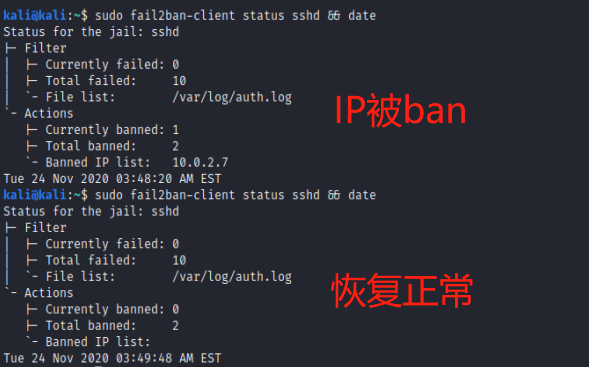 kali@kali:~$ sudo fail2ban-client status sshd && date
Status for the jail: sshd
├─ Filter
│  ├─ Currently failed: 0
│  ├─ Total failed:     10
│  `- File list:        /var/log/auth.log
`- Actions
   ├─ Currently banned: 1
   ├─ Total banned:     2
   `- Banned IP list:   10.0.2.7
IP被ban
Tue 24 Nov 2020 03:48:20 AM EST
kali@kali:~$ sudo fail2ban-client status sshd && date
Status for the jail: sshd
├─ Filter
│  ├─ Currently failed: 0
│  ├─ Total failed:     10
│  `- File list:        /var/log/auth.log
`- Actions
   ├─ Currently banned: 0
   ├─ Total banned:     2
   `- Banned IP list:
恢复正常
Tue 24 Nov 2020 03:49:48 AM EST